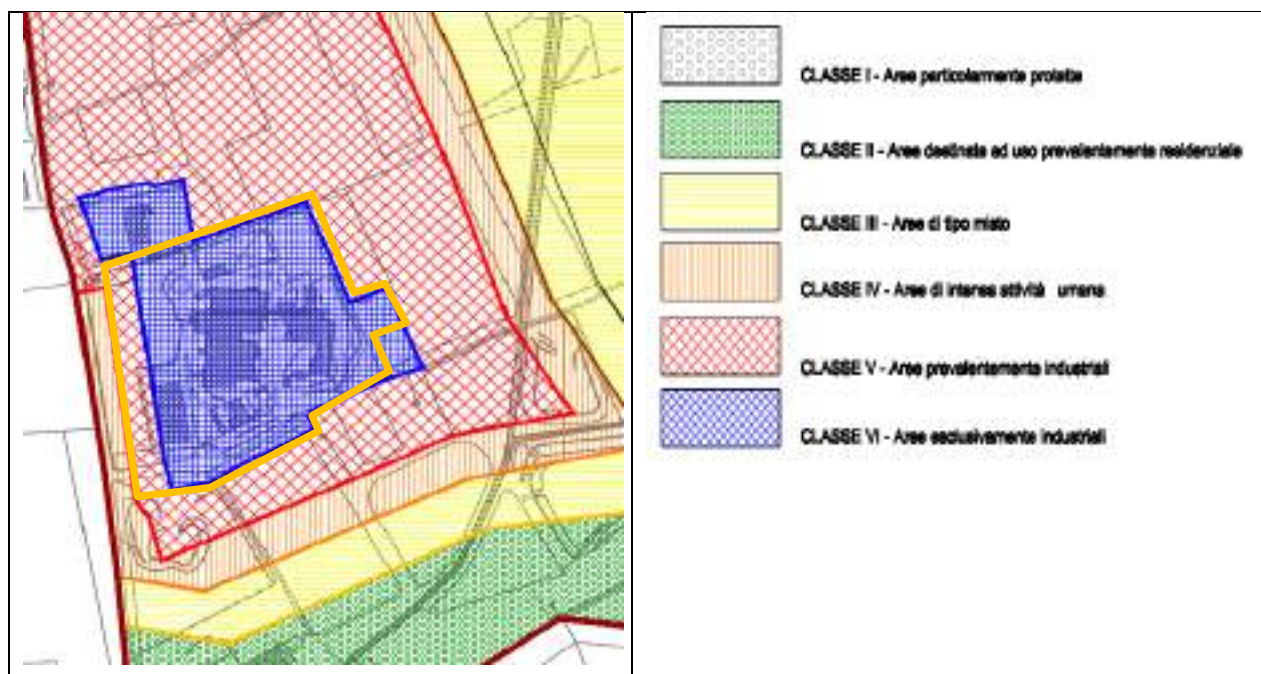 CLASSE I - Aree particolarmente protette
CLASSE II - Aree destinate ad uso prevalentemente residenziale
CLASSE III - Aree di tipo misto
CLASSE IV - Aree di intensa attività umana
CLASSE V - Aree prevalentemente industriali
CLASSE VI - Aree esclusivamente industriali